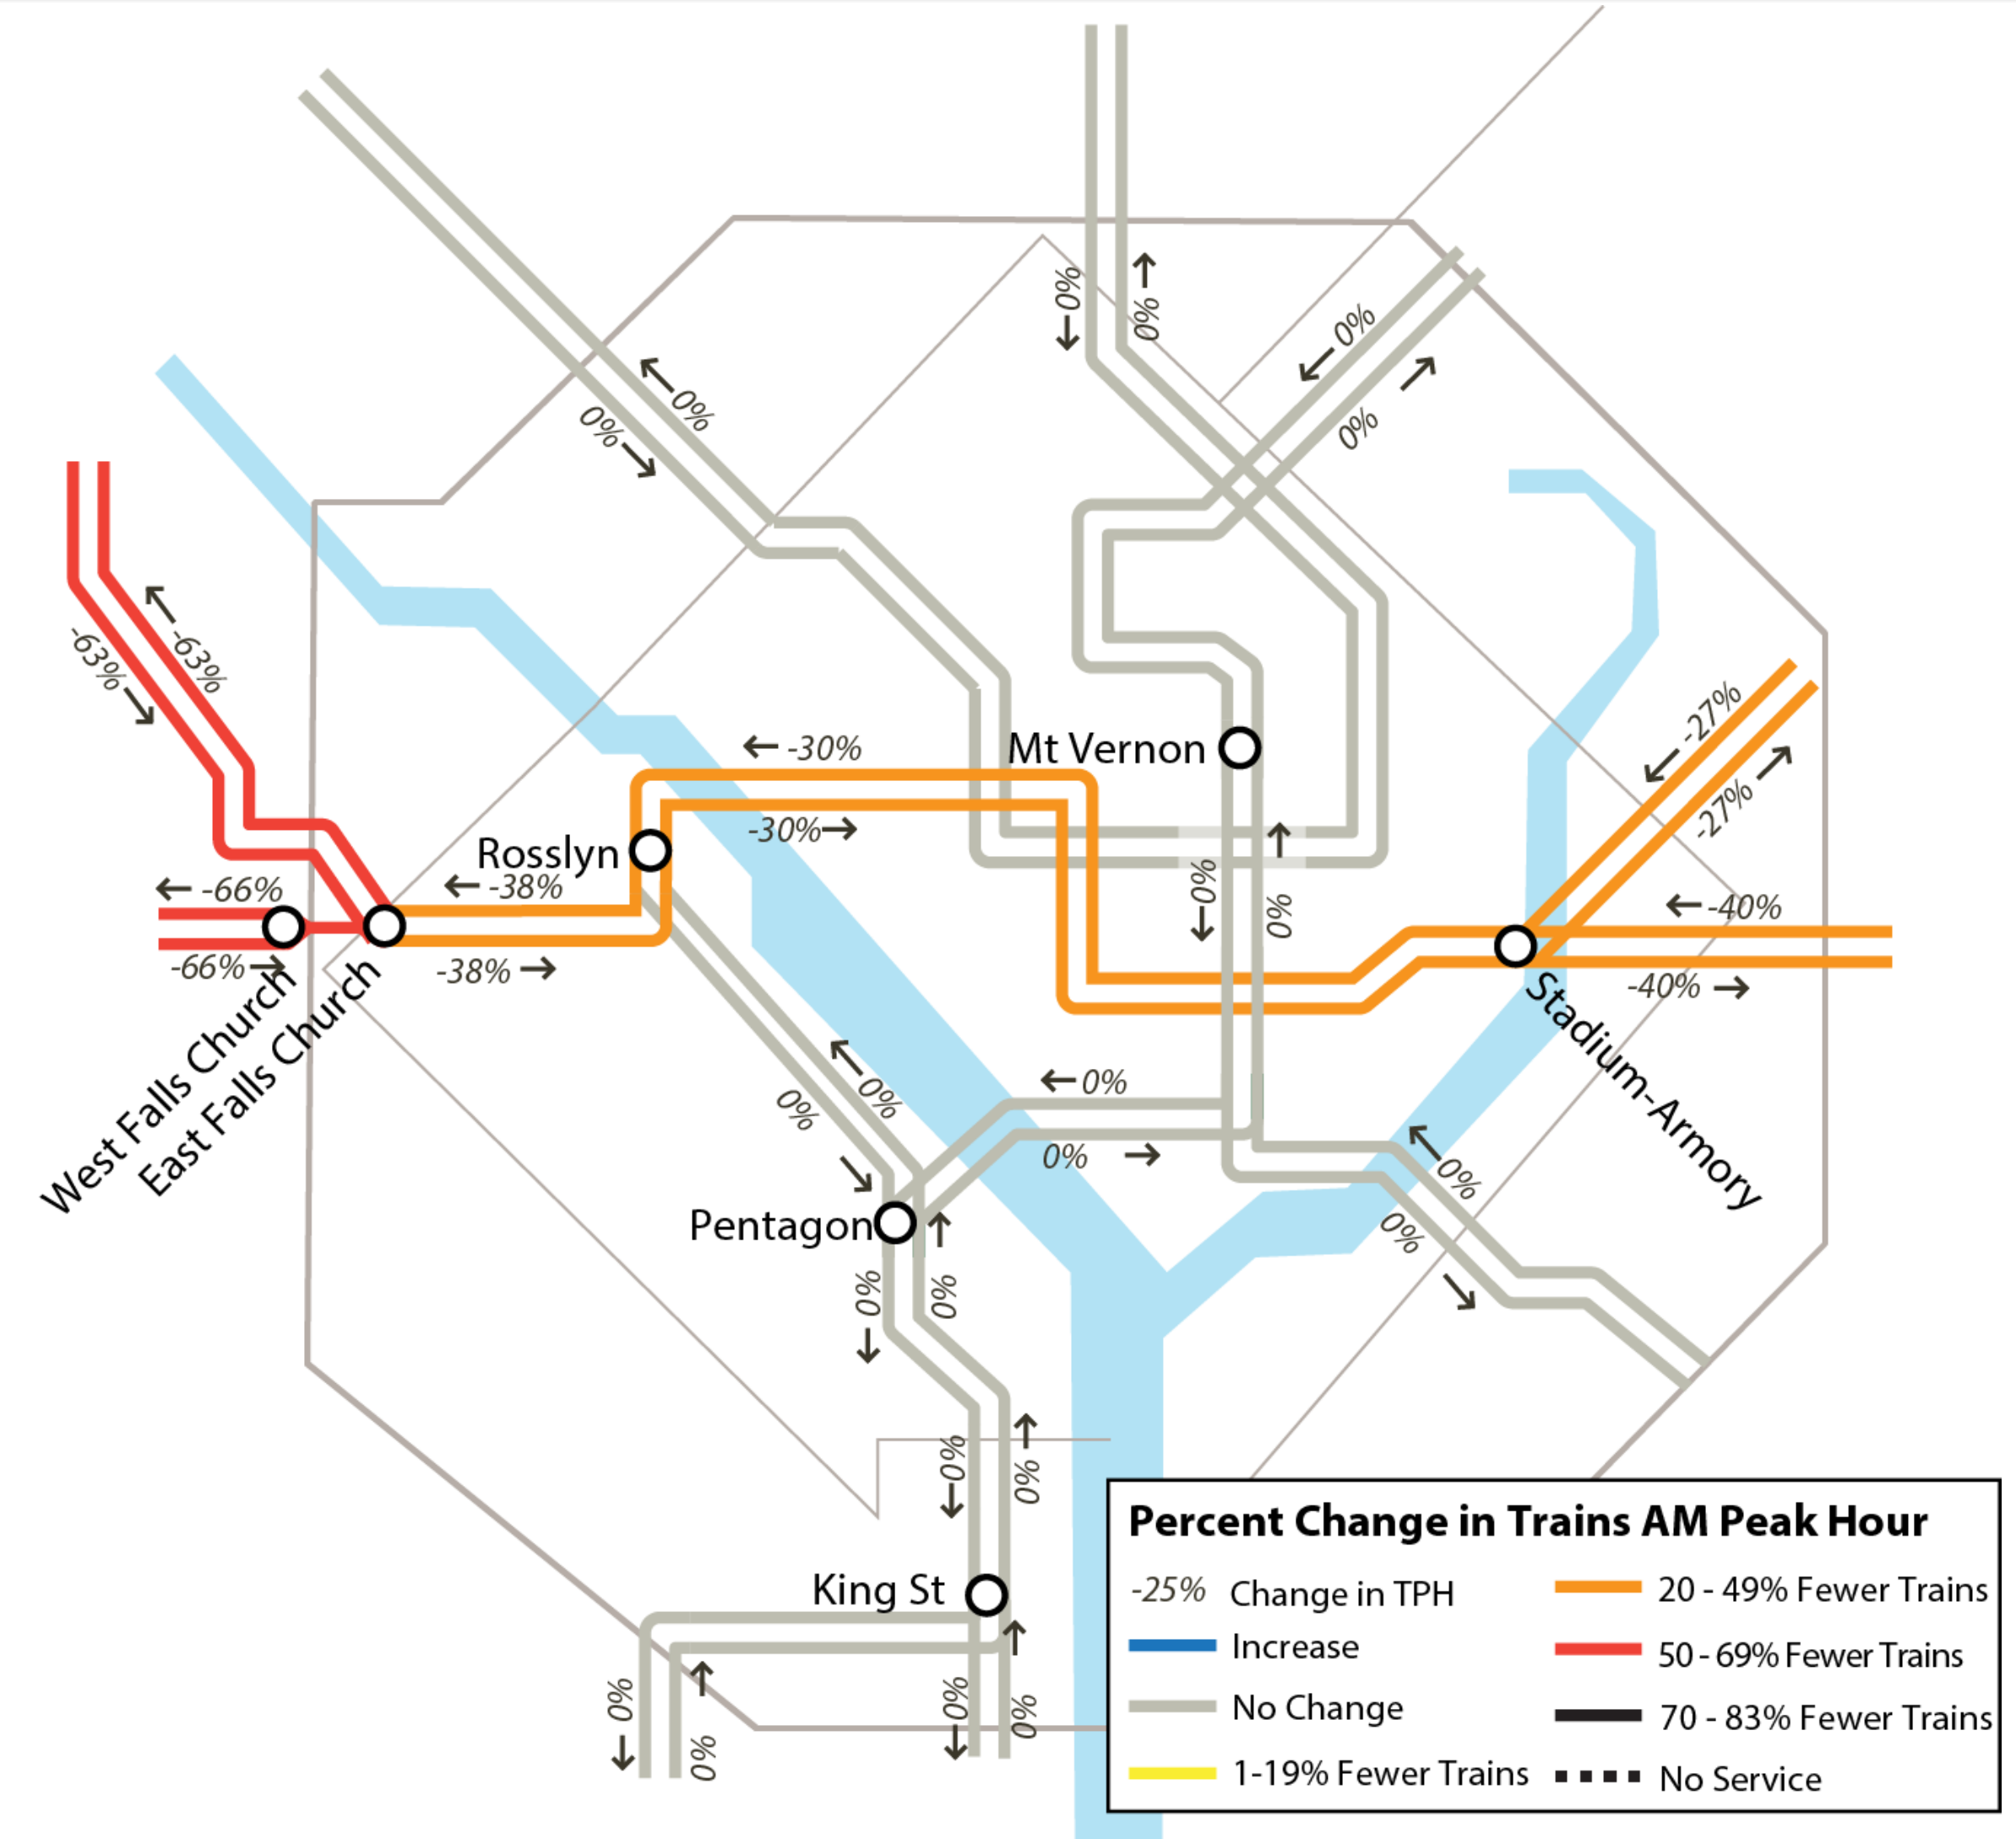 ←0%
0%→
←0%
0%→
←0%
0%→
-63%→
←-63%
←-30%
-30%→
Mt Vernon
Rosslyn
←-38%
-38%→
←-66%
-66%→
West Falls Church
East Falls Church
←0%
0%→
←-27%
-27%→
←-40%
-40%→
Stadium-Armory
0%→
←0%
←0%
0%→
←0%
0%→
Pentagon
←0%
0%→
←0%
0%→
King St
←0%
0%→
←0%
0%→
Percent Change in Trains AM Peak Hour
-25% Change in TPH
Increase
No Change
1-19% Fewer Trains
20 - 49% Fewer Trains
50 - 69% Fewer Trains
70 - 83% Fewer Trains
No Service